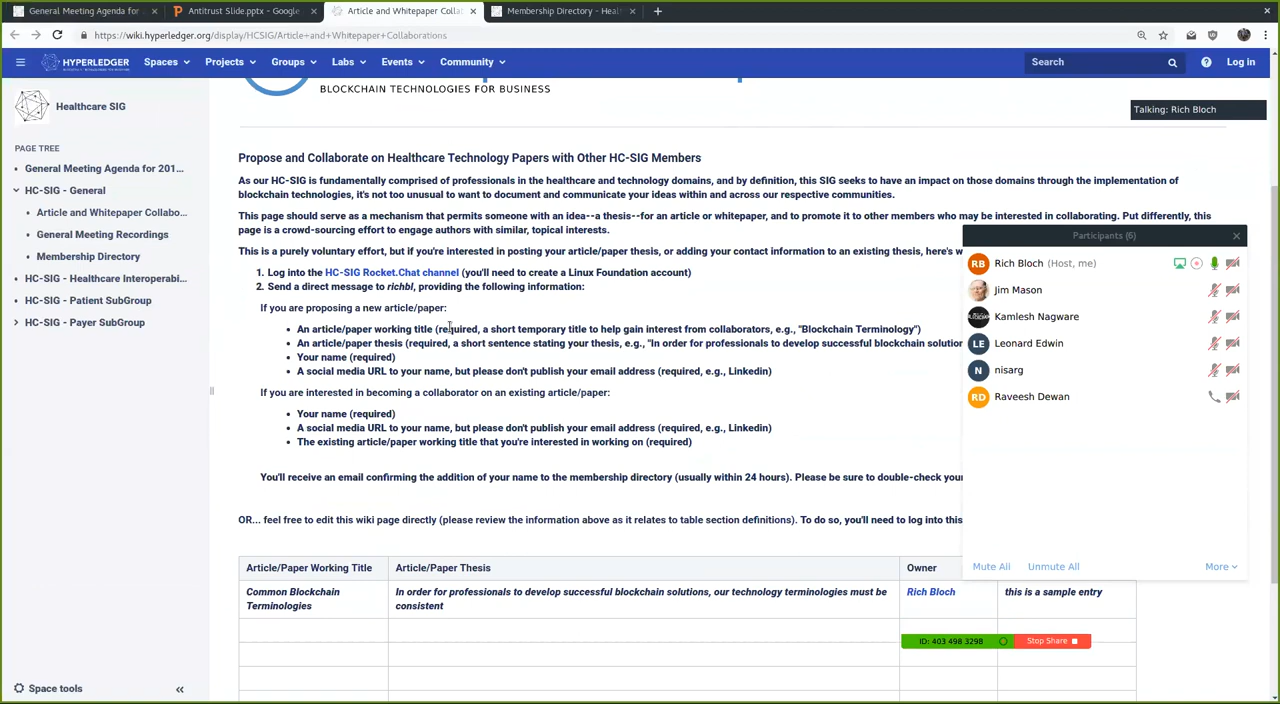 General Meeting Agenda for
Antitrust Slide.pptx - Google
Article and Whitepaper Colla
Membership Directory - Heal
https://wiki.hyperledger.org/display/HCSIG/Article+and+Whitepaper+Collaborations
HYPERLEDGER
Spaces
Projects
Groups
Labs
Events
Community
Search
Log in
Healthcare SIG
PAGE TREE
General Meeting Agenda for 201...
HC-SIG - General
Article and Whitepaper Collabo...
General Meeting Recordings
Membership Directory
HC-SIG - Healthcare Interoperabi...
HC-SIG - Patient SubGroup
HC-SIG - Payer SubGroup
Space tools
BLOCKCHAIN TECHNOLOGIES FOR BUSINESS
Talking: Rich Bloch
Propose and Collaborate on Healthcare Technology Papers with Other HC-SIG Members
As our HC-SIG is fundamentally comprised of professionals in the healthcare and technology domains, and by definition, this SIG seeks to have an impact on those domains through the implementation of
blockchain technologies, it's not too unusual to want to document and communicate your ideas within and across our respective communities.
This page should serve as a mechanism that permits someone with an idea--a thesis--for an article or whitepaper, and to promote it to other members who may be interested in collaborating. Put differently, this
page is a crowd-sourcing effort to engage authors with similar, topical interests.
This is a purely voluntary effort, but if you're interested in posting your article/paper thesis, or adding your contact information to an existing thesis, here's
1. Log into the HC-SIG Rocket.Chat channel (you'll need to create a Linux Foundation account)
2. Send a direct message to richbl, providing the following information:
If you are proposing a new article/paper:
An article/paper working title (required, a short temporary title to help gain interest from collaborators, e.g., "Blockchain Terminology")
An article/paper thesis (required, a short sentence stating your thesis, e.g., "In order for professionals to develop successful blockchain solution
Your name (required)
A social media URL to your name, but please don't publish your email address (required, e.g., Linkedin)
If you are interested in becoming a collaborator on an existing article/paper:
Your name (required)
A social media URL to your name, but please don't publish your email address (required, e.g., Linkedin)
The existing article/paper working title that you're interested in working on (required)
You'll receive an email confirming the addition of your name to the membership directory (usually within 24 hours). Please be sure to double-check your
OR... feel free to edit this wiki page directly (please review the information above as it relates to table section definitions). To do so, you'll need to log into this
Article/Paper Working Title
Article/Paper Thesis
Owner
Common Blockchain
Terminologies
In order for professionals to develop successful blockchain solutions, our technology terminologies must be
consistent
Rich Bloch
this is a sample entry
Participants (6)
RB Rich Bloch (Host, me)
Jim Mason
Kamlesh Nagware
LE Leonard Edwin
N nisarg
RD Raveesh Dewan
Mute All
Unmute All
More
ID: 403 498 3298
Stop Share